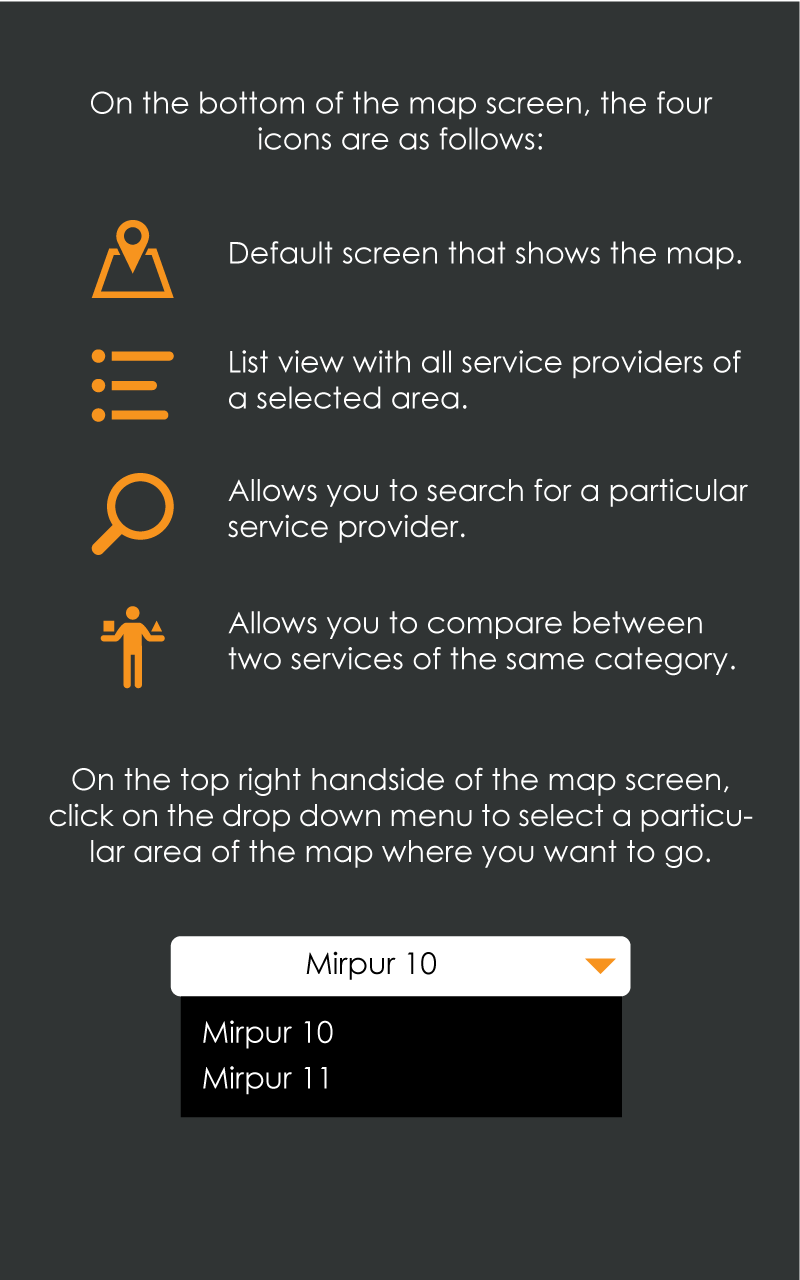 On the bottom of the map screen, the four
icons are as follows:
Default screen that shows the map.
List view with all service providers of
a selected area.
Allows you to search for a particular
service provider.
Allows you to compare between
two services of the same category.
On the top right handside of the map screen,
click on the drop down menu to select a particu-
lar area of the map where you want to go.
Mirpur 10
Mirpur 10
Mirpur 11